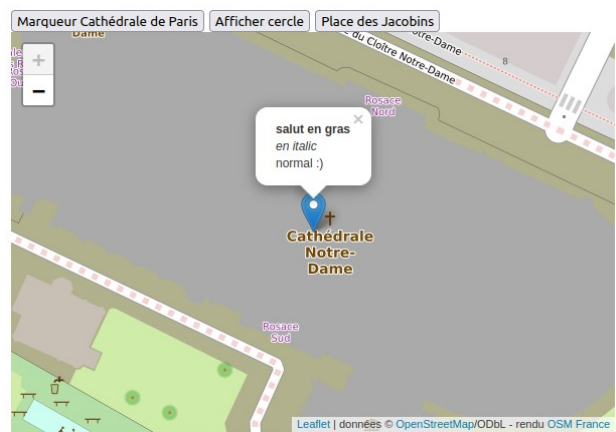 Marqueur Cathédrale de Paris Afficher cercle Place des Jacobins
Dame
du Cloître Notre-Dame
8
+
−
Rosace
Nord
×
salut en gras
en italic
normal :)
Cathédrale
Notre-
Dame
Rosace
Sud
Leaflet | données © OpenStreetMap/ODbL - rendu OSM France